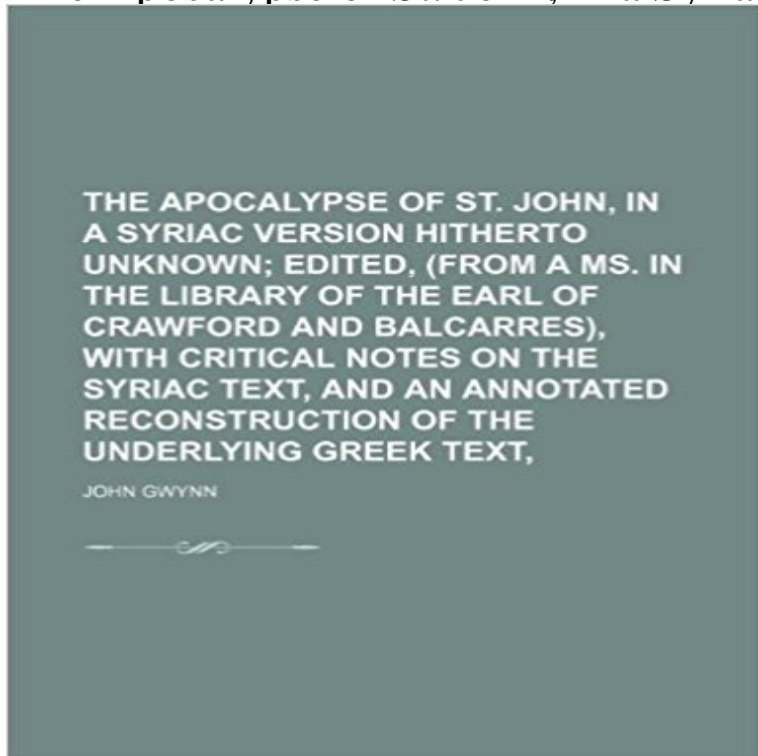 THE APOCALYPSE OF ST. JOHN, IN
A SYRIAC VERSION HITHERTO
UNKNOWN; EDITED, (FROM A MS. IN
THE LIBRARY OF THE EARL OF
CRAWFORD AND BALCARRES),
WITH CRITICAL NOTES ON THE
SYRIAC TEXT, AND AN ANNOTATED
RECONSTRUCTION OF THE
UNDERLYING GREEK TEXT,
JOHN GWYNN